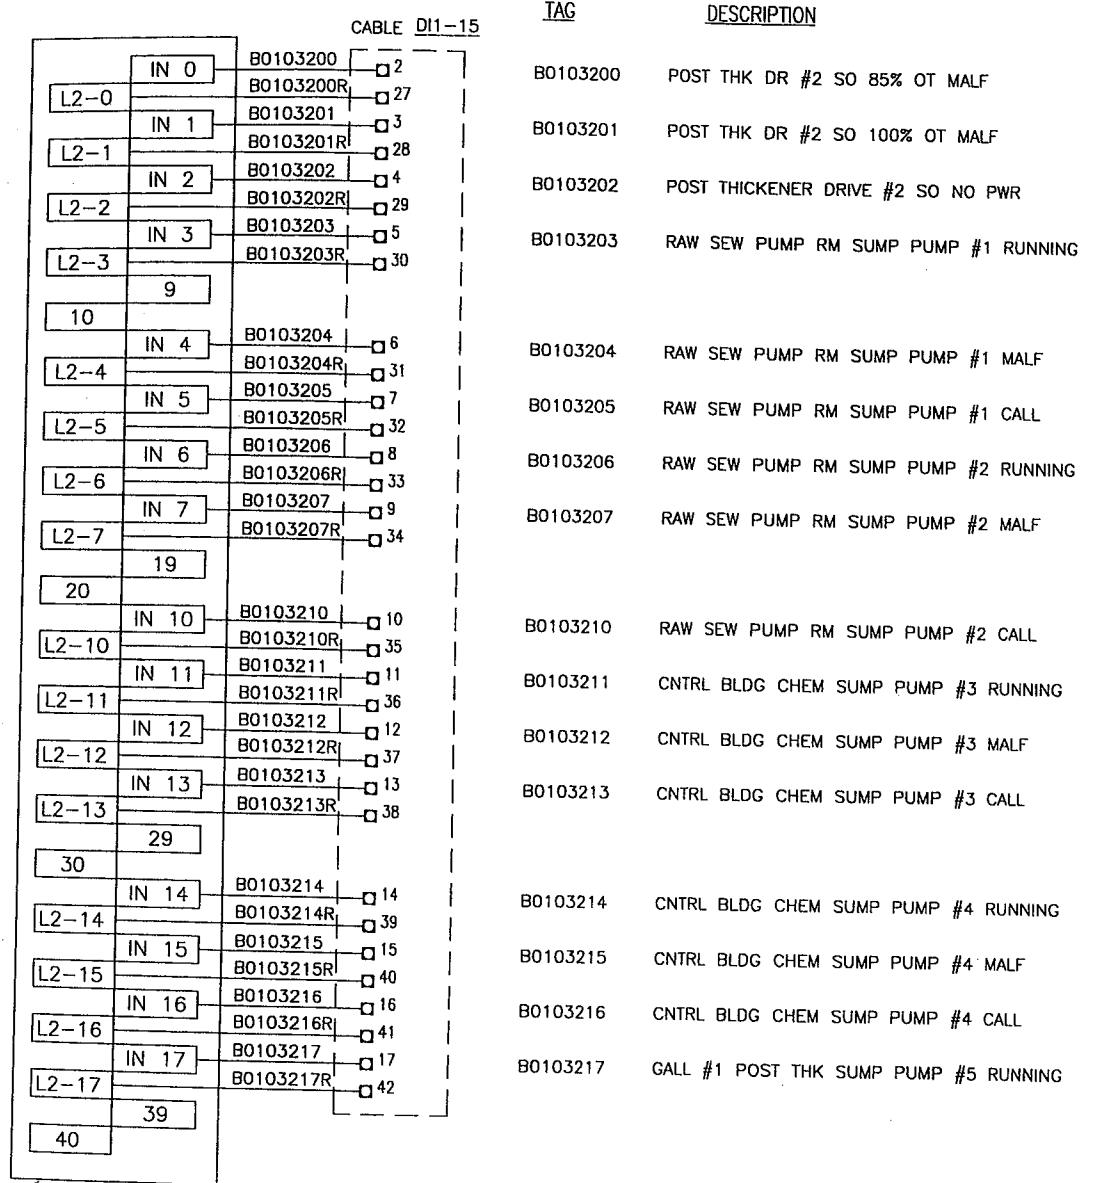 CABLE DI1-15 TAG DESCRIPTION
IN 0 B0103200 2 B0103200 POST THK DR #2 SO 85% OT MALF
L2-0 B0103200R 27
IN 1 B0103201 3 B0103201 POST THK DR #2 SO 100% OT MALF
L2-1 B0103201R 28
IN 2 B0103202 4 B0103202 POST THICKENER DRIVE #2 SO NO PWR
L2-2 B0103202R 29
IN 3 B0103203 5 B0103203 RAW SEW PUMP RM SUMP PUMP #1 RUNNING
L2-3 B0103203R 30
9
10
IN 4 B0103204 6 B0103204 RAW SEW PUMP RM SUMP PUMP #1 MALF
L2-4 B0103204R 31
IN 5 B0103205 7 B0103205 RAW SEW PUMP RM SUMP PUMP #1 CALL
L2-5 B0103205R 32
IN 6 B0103206 8 B0103206 RAW SEW PUMP RM SUMP PUMP #2 RUNNING
L2-6 B0103206R 33
IN 7 B0103207 9 B0103207 RAW SEW PUMP RM SUMP PUMP #2 MALF
L2-7 B0103207R 34
19
20
IN 10 B0103210 10 B0103210 RAW SEW PUMP RM SUMP PUMP #2 CALL
L2-10 B0103210R 35
IN 11 B0103211 11 B0103211 CNTRL BLDG CHEM SUMP PUMP #3 RUNNING
L2-11 B0103211R 36
IN 12 B0103212 12 B0103212 CNTRL BLDG CHEM SUMP PUMP #3 MALF
L2-12 B0103212R 37
IN 13 B0103213 13 B0103213 CNTRL BLDG CHEM SUMP PUMP #3 CALL
L2-13 B0103213R 38
29
30
IN 14 B0103214 14 B0103214 CNTRL BLDG CHEM SUMP PUMP #4 RUNNING
L2-14 B0103214R 39
IN 15 B0103215 15 B0103215 CNTRL BLDG CHEM SUMP PUMP #4 MALF
L2-15 B0103215R 40
IN 16 B0103216 16 B0103216 CNTRL BLDG CHEM SUMP PUMP #4 CALL
L2-16 B0103216R 41
IN 17 B0103217 17 B0103217 GALL #1 POST THK SUMP PUMP #5 RUNNING
L2-17 B0103217R 42
39
40